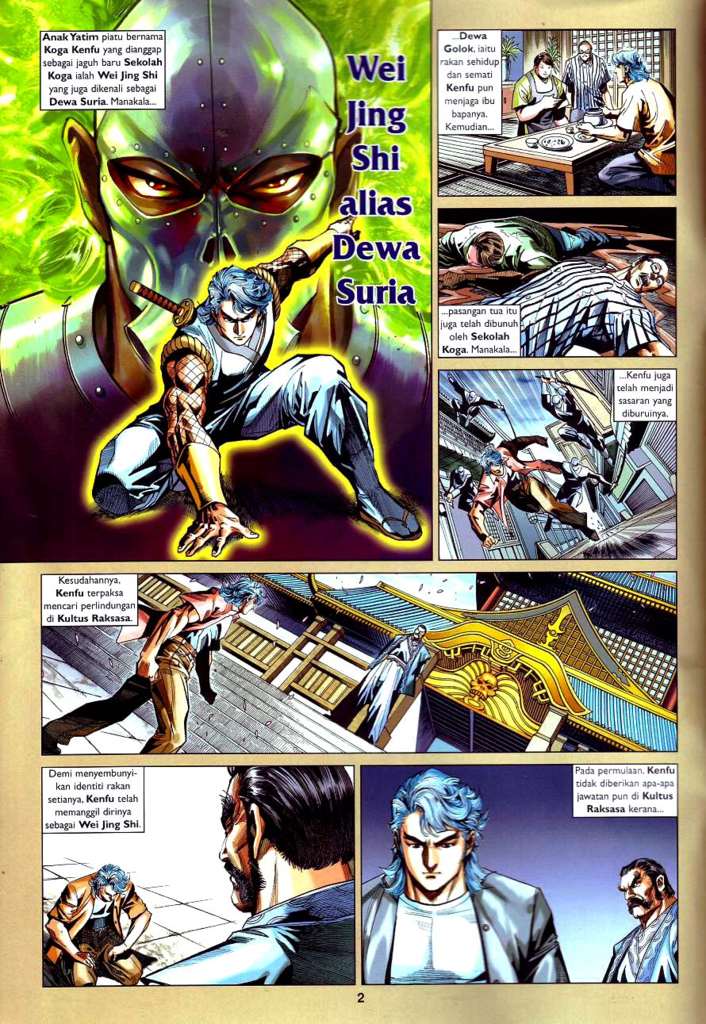 Anak Yatim piatu bernama
Koga Kenfu yang dianggap
sebagai jaguh baru Sekolah
Koga ialah Wei Jing Shi
yang juga dikenali sebagai
Dewa Suria. Manakala...
Wei
Jing
Shi
alias
Dewa
Suria
...Dewa
Golok, iaitu
rakan sehidup
dan semati
Kenfu pun
menjaga ibu
bapanya.
Kemudian...
...pasangan tua itu
juga telah dibunuh
oleh Sekolah
Koga. Manakala...
...Kenfu juga
telah menjadi
sasaran yang
diburuinya.
Kesudahannya,
Kenfu terpaksa
mencari perlindungan
di Kultus Raksasa.
Demi menyembunyi-
kan identiti rakan
setianya, Kenfu telah
memanggil dirinya
sebagai Wei Jing Shi.
Pada permulaan, Kenfu
tidak diberikan apa-apa
jawatan pun di Kultus
Raksasa kerana...
2